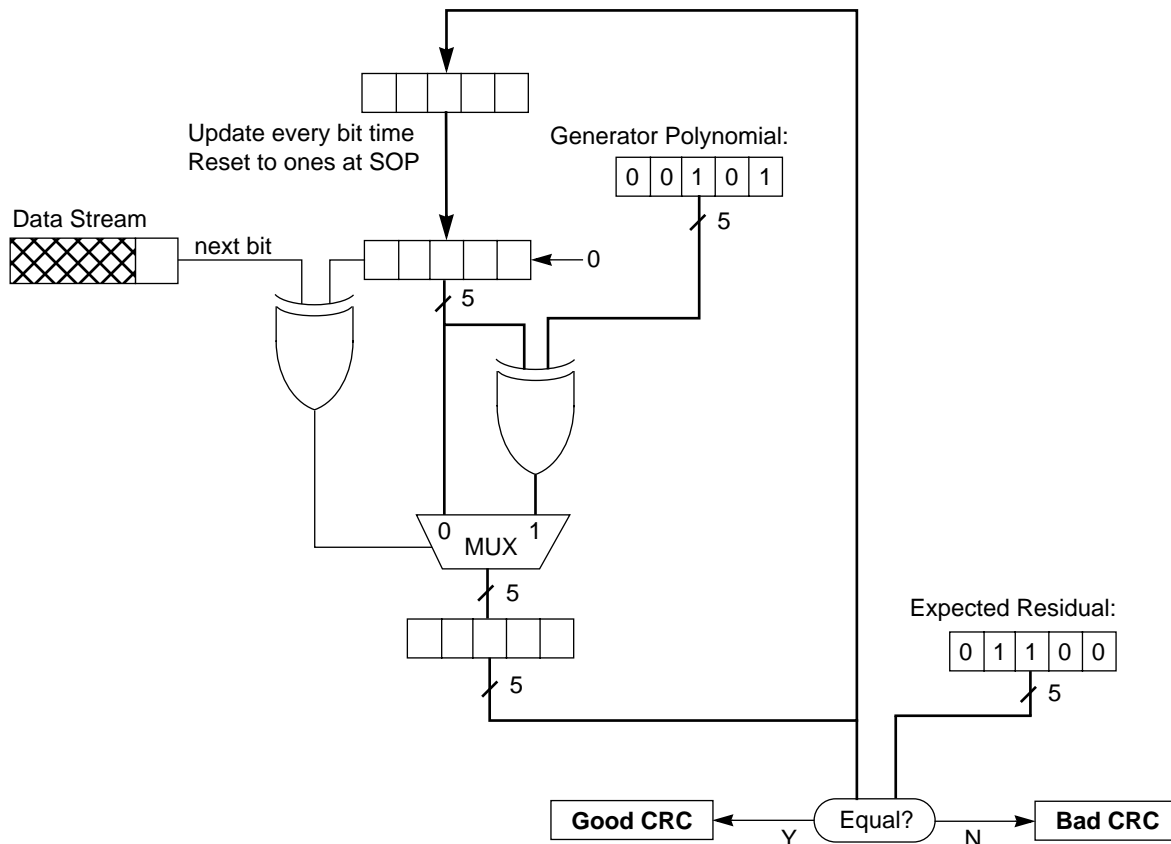 Update every bit time
Reset to ones at SOP
Generator Polynomial:
0 0 1 0 1
5
Data Stream
next bit
0
5
0 1
MUX
5
Expected Residual:
0 1 1 0 0
5
5
Good CRC
Y
Equal?
N
Bad CRC